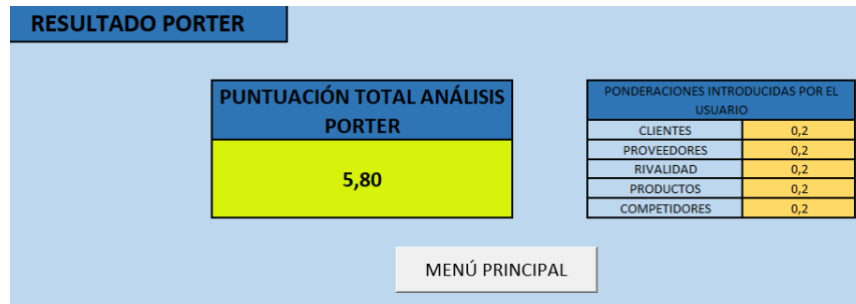 RESULTADO PORTER
PUNTUACIÓN TOTAL ANÁLISIS
PORTER
5,80
PONDERACIONES INTRODUCIDAS POR EL
USUARIO
CLIENTES 0,2
PROVEEDORES 0,2
RIVALIDAD 0,2
PRODUCTOS 0,2
COMPETIDORES 0,2
MENÚ PRINCIPAL